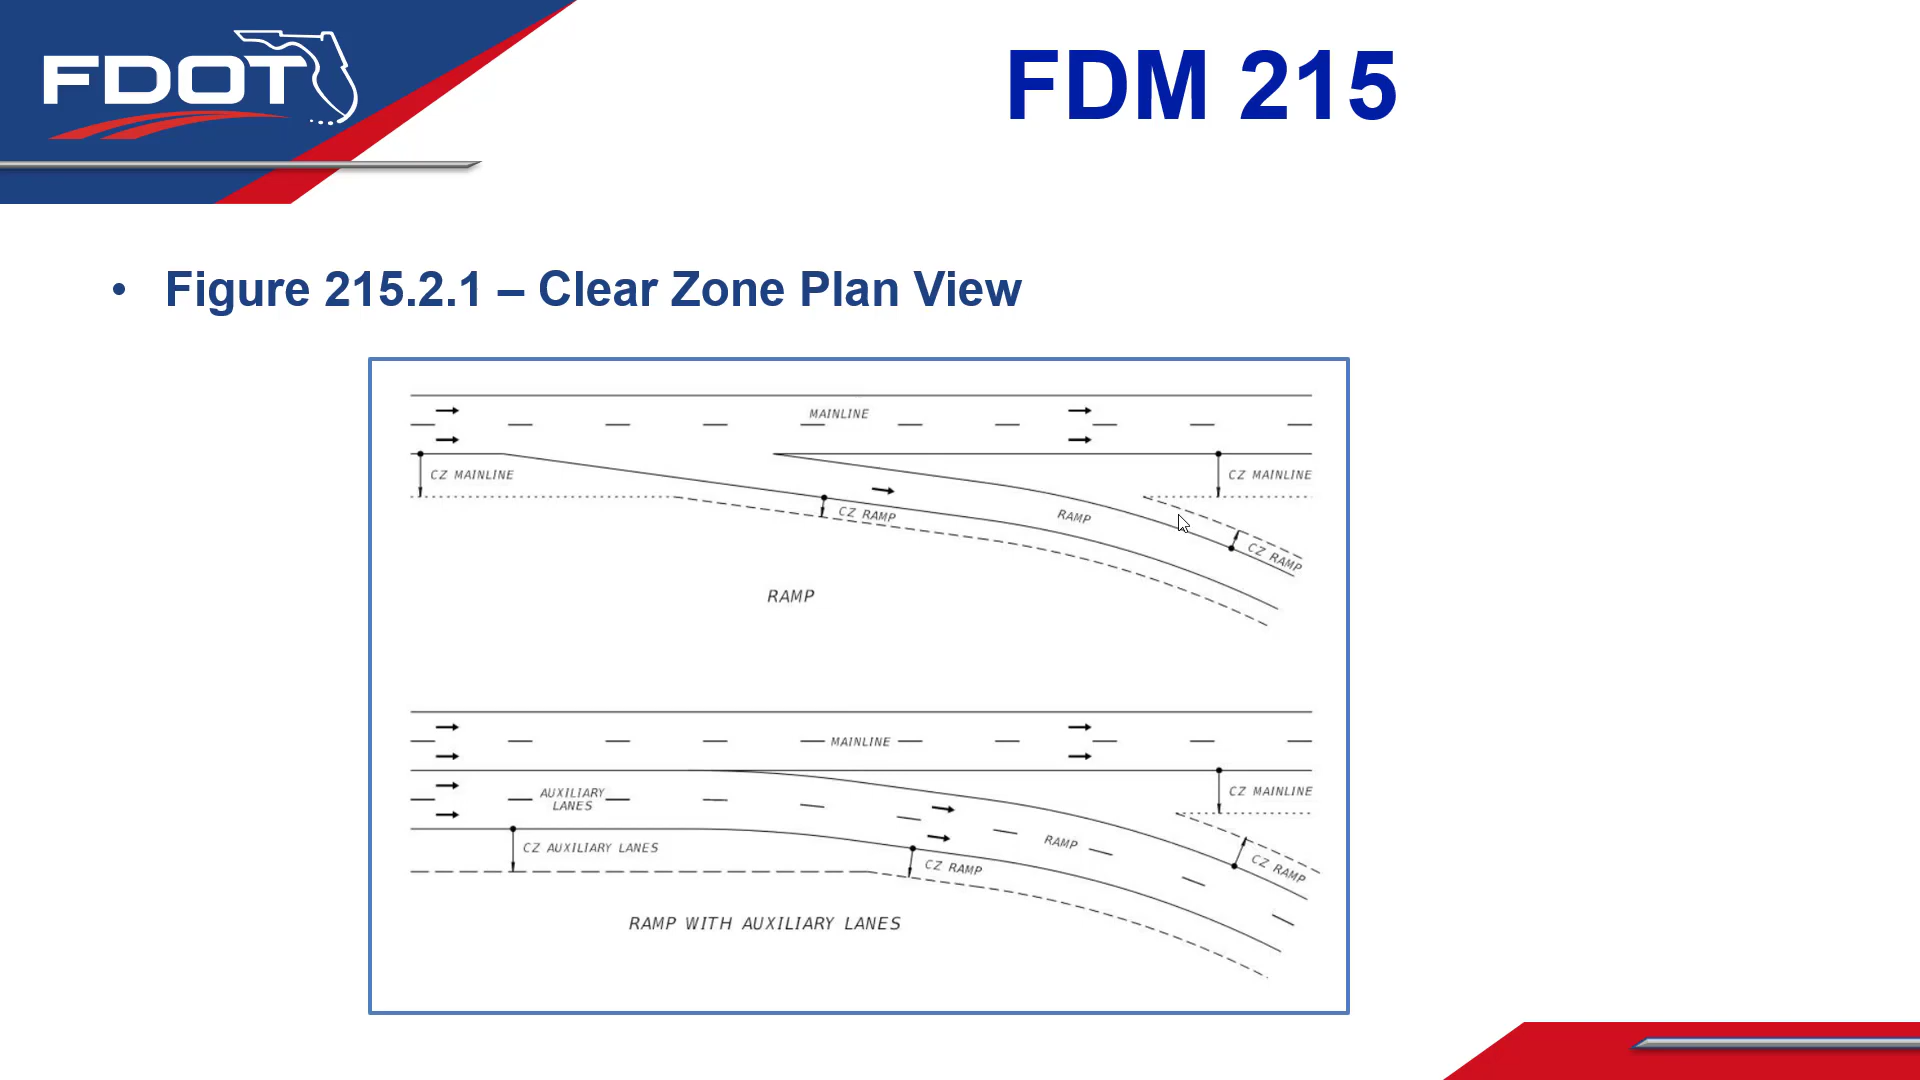 FDOT
FDM 215
• Figure 215.2.1 – Clear Zone Plan View
MAINLINE
CZ MAINLINE
CZ MAINLINE
CZ RAMP
RAMP
CZ RAMP
RAMP
MAINLINE
AUXILIARY
LANES
CZ MAINLINE
CZ AUXILIARY LANES
RAMP
CZ RAMP
CZ RAMP
RAMP WITH AUXILIARY LANES